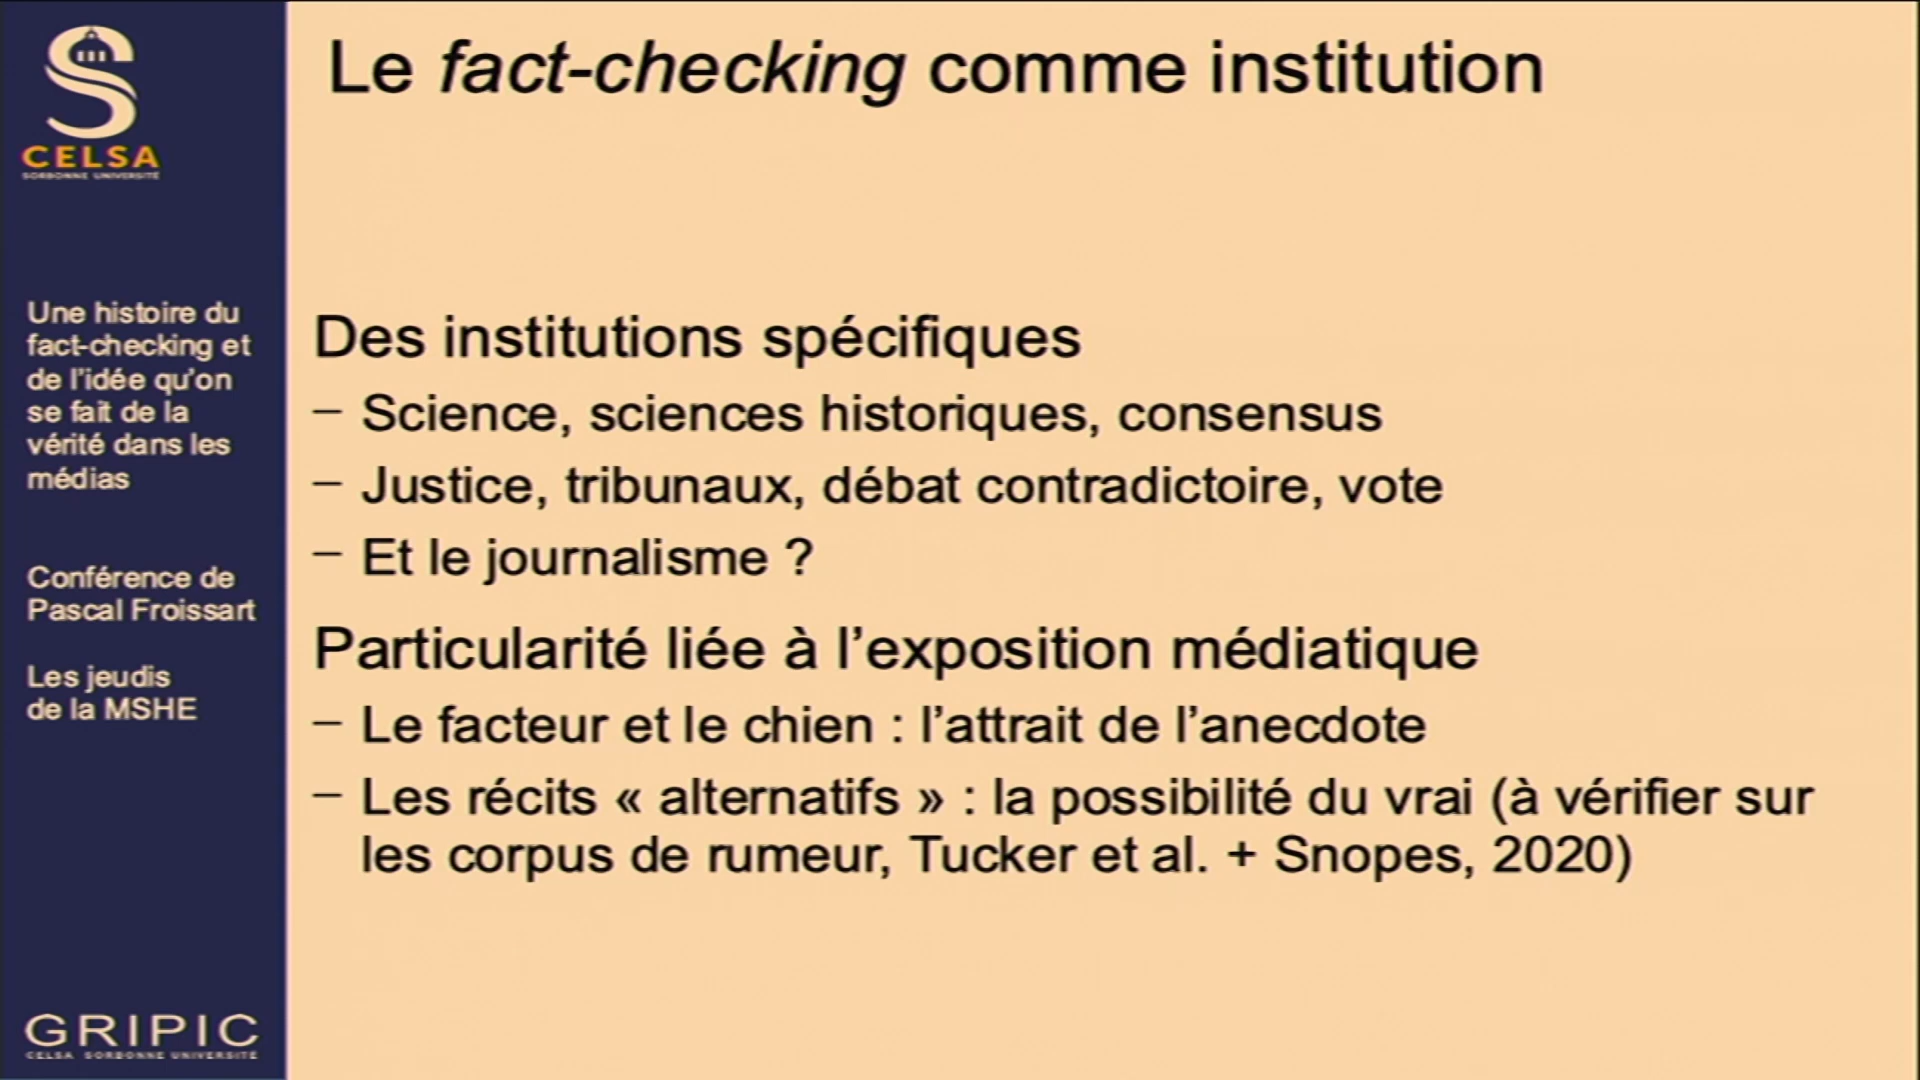 CELSA
SORBONNE UNIVERSITÉ
Une histoire du
fact-checking et
de l'idée qu'on
se fait de la
vérité dans les
médias
Conférence de
Pascal Froissart
Les jeudis
de la MSHE
GRIPIC
CELSA SORBONNE UNIVERSITÉ
Le fact-checking comme institution
Des institutions spécifiques
– Science, sciences historiques, consensus
– Justice, tribunaux, débat contradictoire, vote
– Et le journalisme ?
Particularité liée à l’exposition médiatique
– Le facteur et le chien : l’attrait de l’anecdote
– Les récits « alternatifs » : la possibilité du vrai (à vérifier sur
les corpus de rumeur, Tucker et al. + Snopes, 2020)